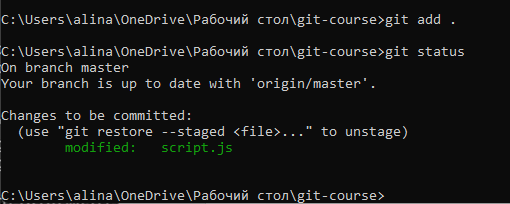 C:\Users\alina\OneDrive\Рабочий стол\git-course>git add .
C:\Users\alina\OneDrive\Рабочий стол\git-course>git status
On branch master
Your branch is up to date with 'origin/master'.
Changes to be committed:
  (use "git restore --staged <file>..." to unstage)
        modified:   script.js
C:\Users\alina\OneDrive\Рабочий стол\git-course>